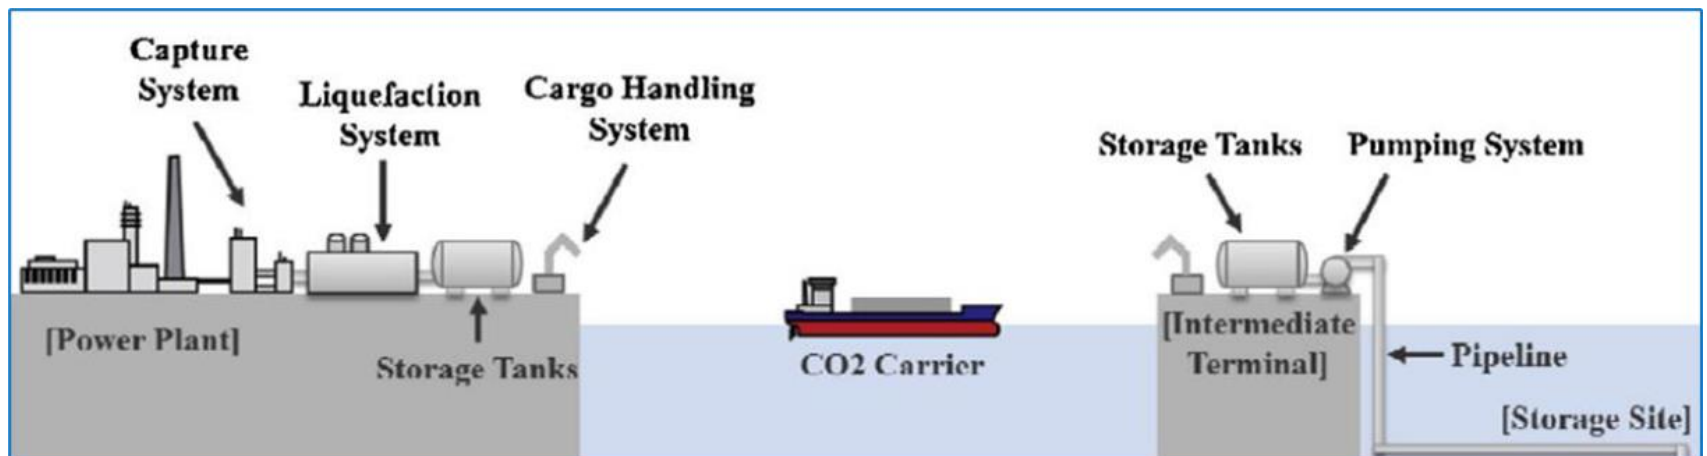 Capture
System
Liquefaction
System
Cargo Handling
System
Storage Tanks
Pumping System
[Power Plant]
Storage Tanks
CO2 Carrier
[Intermediate
Terminal]
Pipeline
[Storage Site]